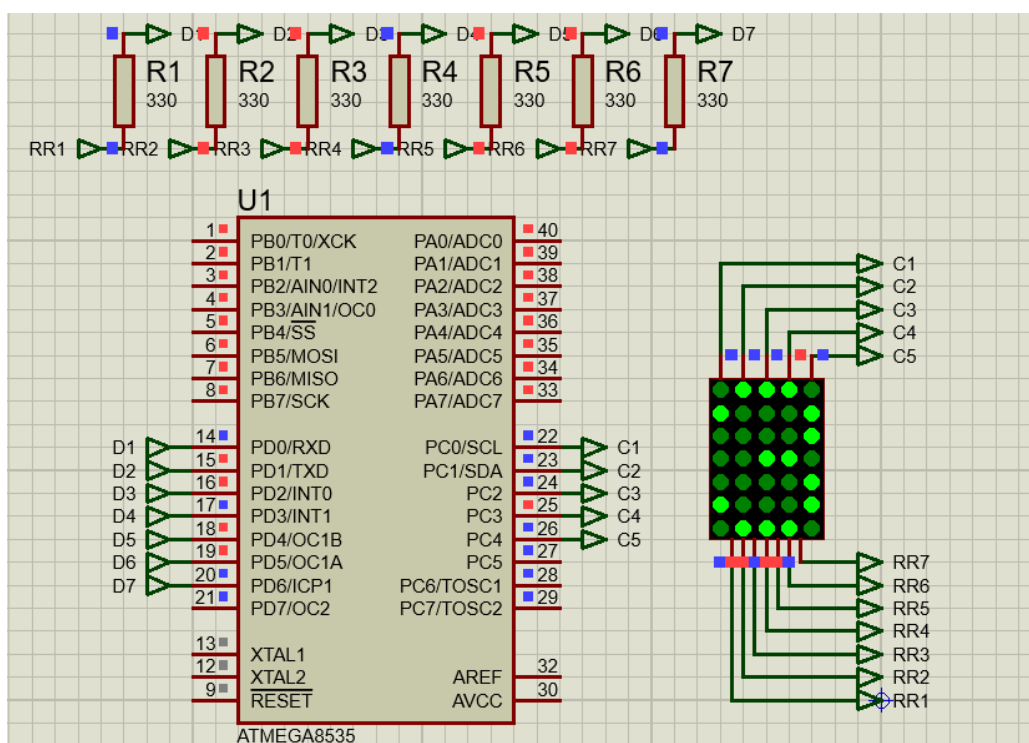 D1 D2 D3 D4 D5 D6 D7
R1 R2 R3 R4 R5 R6 R7
330 330 330 330 330 330 330
RR1 RR2 RR3 RR4 RR5 RR6 RR7
U1
1 PB0/T0/XCK PA0/ADC0 40
2 PB1/T1 PA1/ADC1 39
3 PB2/AIN0/INT2 PA2/ADC2 38
4 PB3/AIN1/OC0 PA3/ADC3 37
5 PB4/SS PA4/ADC4 36
6 PB5/MOSI PA5/ADC5 35
7 PB6/MISO PA6/ADC6 34
8 PB7/SCK PA7/ADC7 33
D1 14 PD0/RXD PC0/SCL 22 C1
D2 15 PD1/TXD PC1/SDA 23 C2
D3 16 PD2/INT0 PC2 24 C3
D4 17 PD3/INT1 PC3 25 C4
D5 18 PD4/OC1B PC4 26 C5
D6 19 PD5/OC1A PC5 27
D7 20 PD6/ICP1 PC6/TOSC1 28
21 PD7/OC2 PC7/TOSC2 29
13 XTAL1
12 XTAL2 AREF 32
9 RESET AVCC 30
ATMEGA8535
C1
C2
C3
C4
C5
RR7
RR6
RR5
RR4
RR3
RR2
RR1